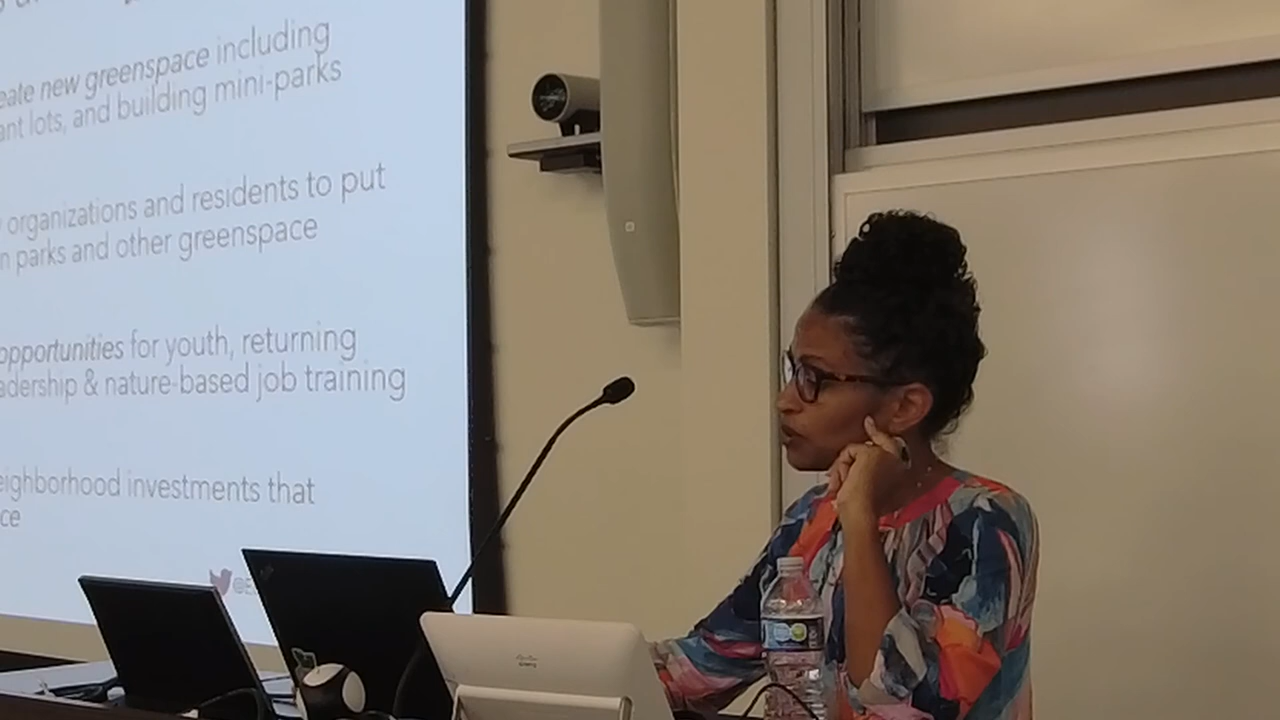 eate new greenspace including
ant lots, and building mini-parks
organizations and residents to put
n parks and other greenspace
opportunities for youth, returning
adership & nature-based job training
eighborhood investments that
ce
@E